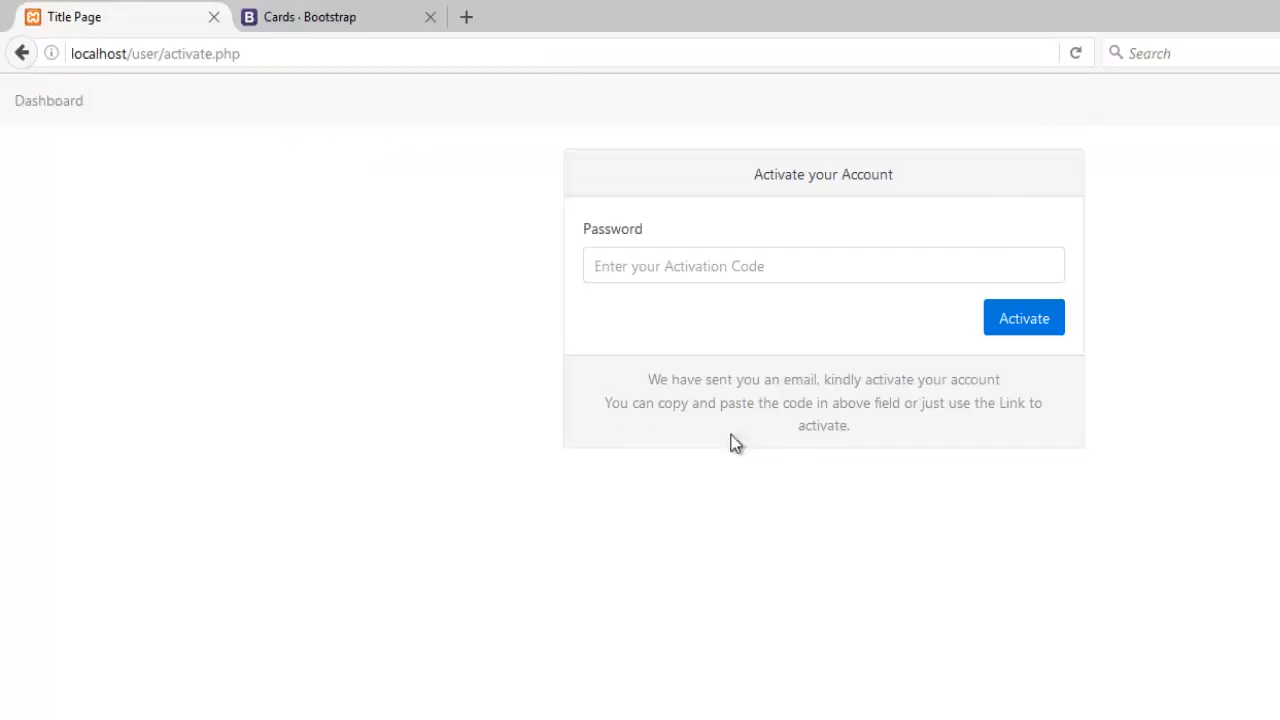 Title Page
Cards · Bootstrap
localhost/user/activate.php
Search
Dashboard
Activate your Account
Password
Enter your Activation Code
Activate
We have sent you an email, kindly activate your account
You can copy and paste the code in above field or just use the Link to
activate.